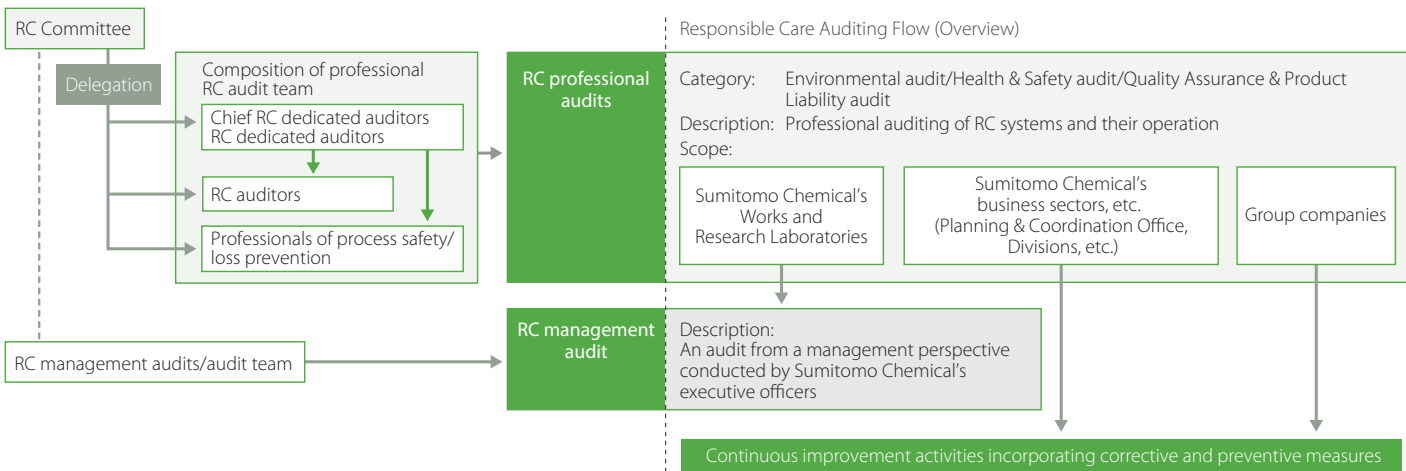 RC Committee
Delegation
Composition of professional
RC audit team
Chief RC dedicated auditors
RC dedicated auditors
RC auditors
Professionals of process safety/
loss prevention
RC management audits/audit team
Responsible Care Auditing Flow (Overview)
RC professional
audits
Category: Environmental audit/Health & Safety audit/Quality Assurance & Product
Liability audit
Description: Professional auditing of RC systems and their operation
Scope:
Sumitomo Chemical’s
Works and
Research Laboratories
Sumitomo Chemical’s
business sectors, etc.
(Planning & Coordination Office,
Divisions, etc.)
Group companies
RC management
audit
Description:
An audit from a management perspective
conducted by Sumitomo Chemical’s
executive officers
Continuous improvement activities incorporating corrective and preventive measures